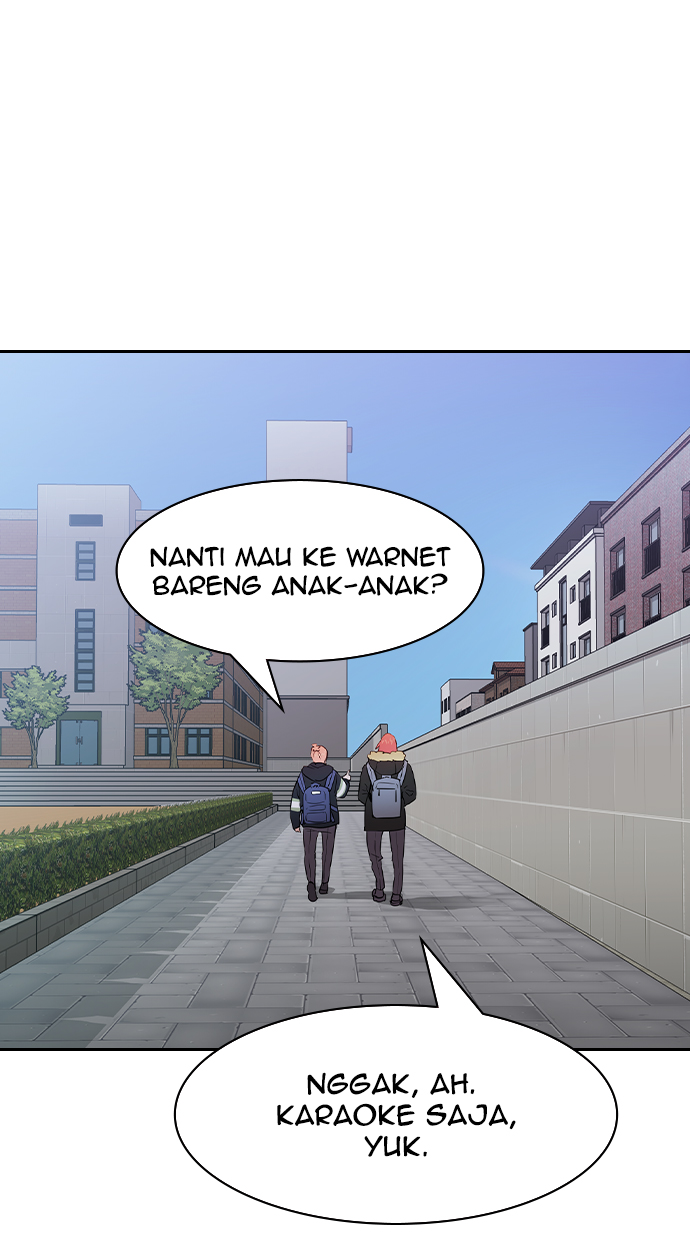 NANTI MAU KE WARNET
BARENG ANAK-ANAK?
NGGAK, AH.
KARAOKE SAJA,
YUK.